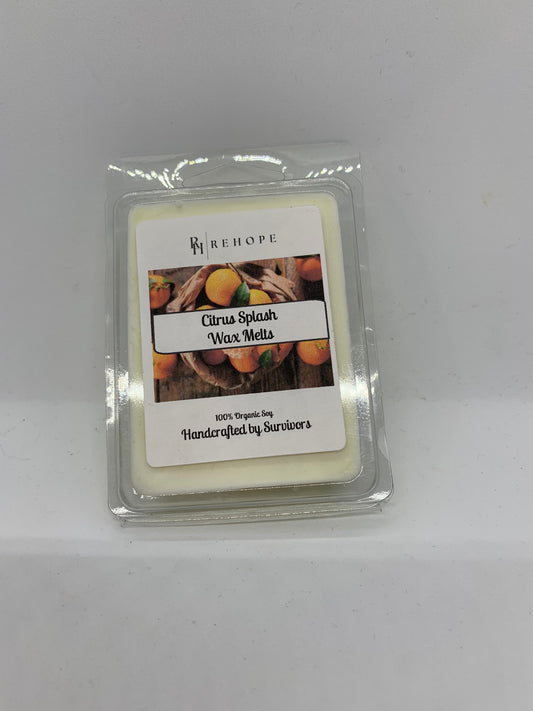 RH REHOPE
Citrus Splash
Wax Melts
100% Organic Soy
Handcrafted by Survivors